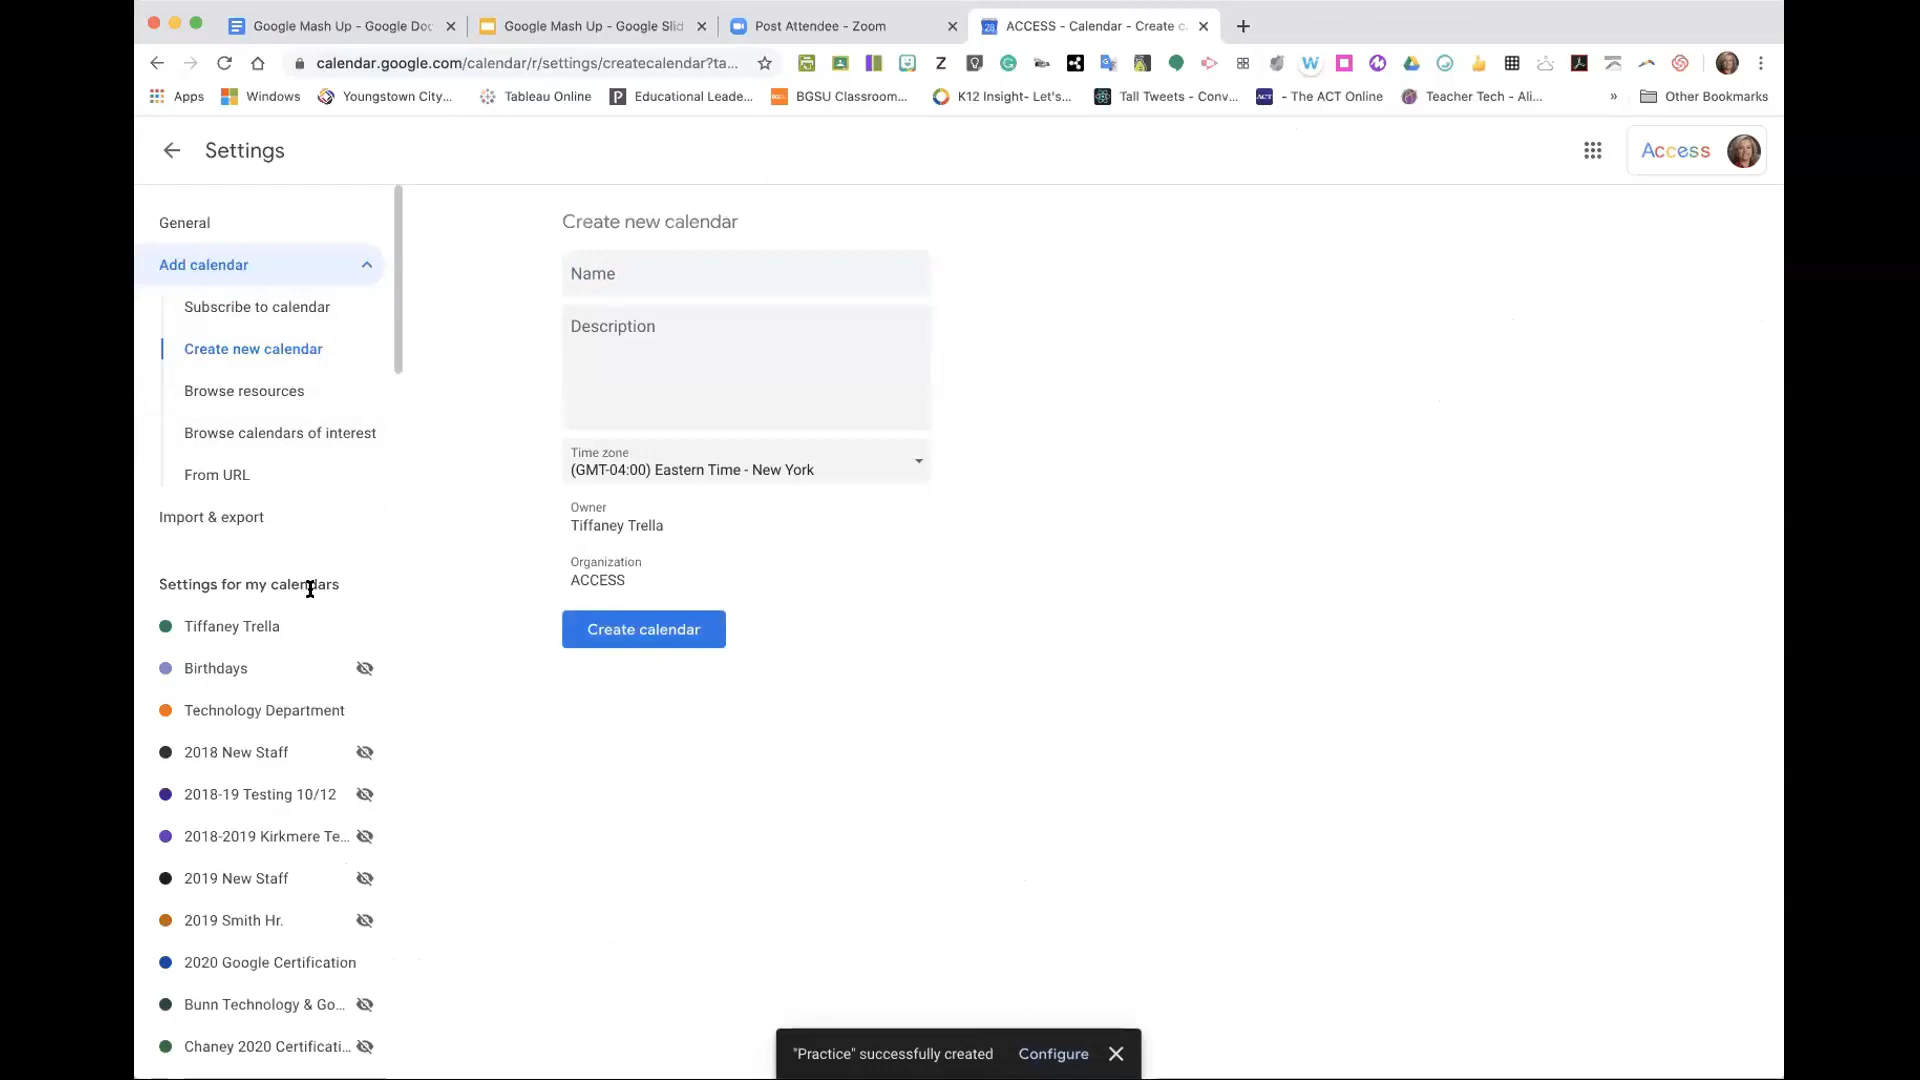 Google Mash Up - Google Doc
Google Mash Up - Google Slid
Post Attendee - Zoom
ACCESS - Calendar - Create c
calendar.google.com/calendar/r/settings/createcalendar?ta...
Apps
Windows
Youngstown City...
Tableau Online
Educational Leade...
BGSU Classroom...
K12 Insight- Let's...
Tall Tweets - Conv...
- The ACT Online
Teacher Tech - Ali...
»
Other Bookmarks
Settings
Access
General
Add calendar
Subscribe to calendar
Create new calendar
Browse resources
Browse calendars of interest
From URL
Import & export
Settings for my calendars
Tiffaney Trella
Birthdays
Technology Department
2018 New Staff
2018-19 Testing 10/12
2018-2019 Kirkmere Te...
2019 New Staff
2019 Smith Hr.
2020 Google Certification
Bunn Technology & Go...
Chaney 2020 Certificati...
Create new calendar
Name
Description
Time zone
(GMT-04:00) Eastern Time - New York
Owner
Tiffaney Trella
Organization
ACCESS
Create calendar
"Practice" successfully created
Configure